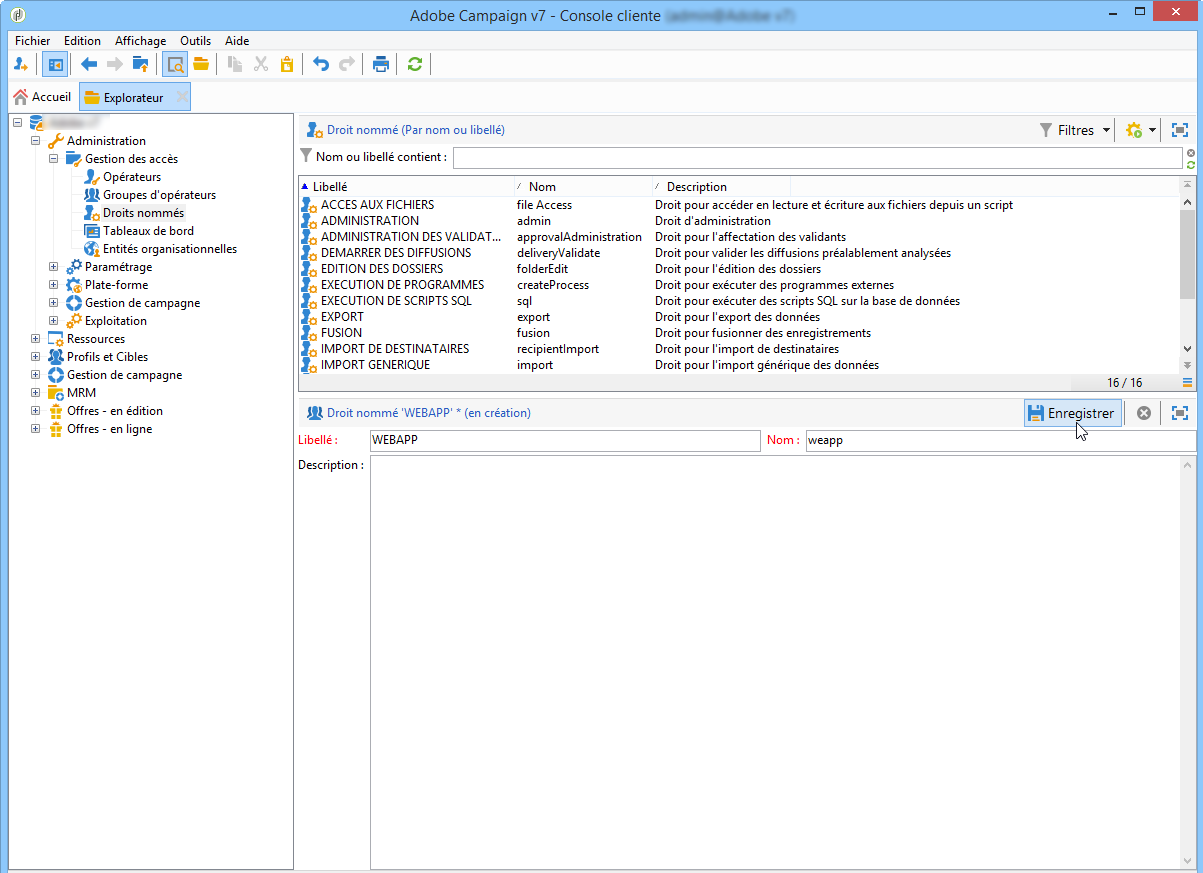 Adobe Campaign v7 - Console cliente
Fichier Edition Affichage Outils Aide
Accueil Explorateur
Administration
Gestion des accès
Opérateurs
Groupes d'opérateurs
Droits nommés
Tableaux de bord
Entités organisationnelles
Paramétrage
Plate-forme
Gestion de campagne
Exploitation
Ressources
Profils et Cibles
Gestion de campagne
MRM
Offres - en édition
Offres - en ligne
Droit nommé (Par nom ou libellé) Filtres
Nom ou libellé contient :
Libellé Nom Description
ACCES AUX FICHIERS file Access Droit pour accéder en lecture et écriture aux fichiers depuis un script
ADMINISTRATION admin Droit d'administration
ADMINISTRATION DES VALIDAT... approvalAdministration Droit pour l'affectation des validants
DEMARRER DES DIFFUSIONS deliveryValidate Droit pour valider les diffusions préalablement analysées
EDITION DES DOSSIERS folderEdit Droit pour l'édition des dossiers
EXECUTION DE PROGRAMMES createProcess Droit pour exécuter des programmes externes
EXECUTION DE SCRIPTS SQL sql Droit pour exécuter des scripts SQL sur la base de données
EXPORT export Droit pour l'export des données
FUSION fusion Droit pour fusionner des enregistrements
IMPORT DE DESTINATAIRES recipientImport Droit pour l'import de destinataires
IMPORT GENERIQUE import Droit pour l'import générique des données
16 / 16
Droit nommé 'WEBAPP' * (en création) Enregistrer
Libellé : WEBAPP Nom : weapp
Description :